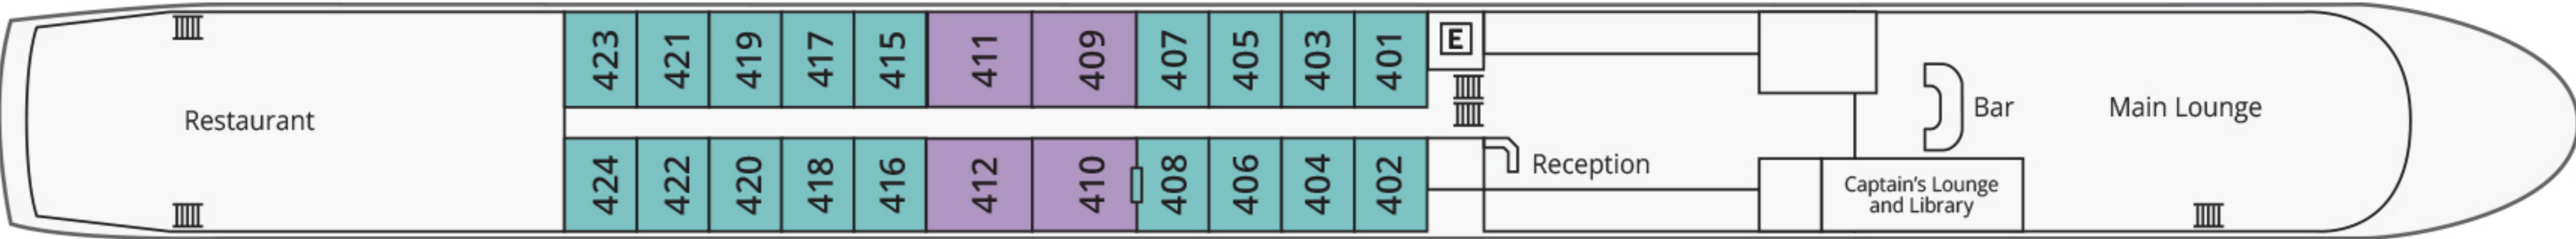 Restaurant
423 421 419 417 415 411 409 407 405 403 401
424 422 420 418 416 412 410 408 406 404 402
E
Reception
Bar
Main Lounge
Captain's Lounge
and Library